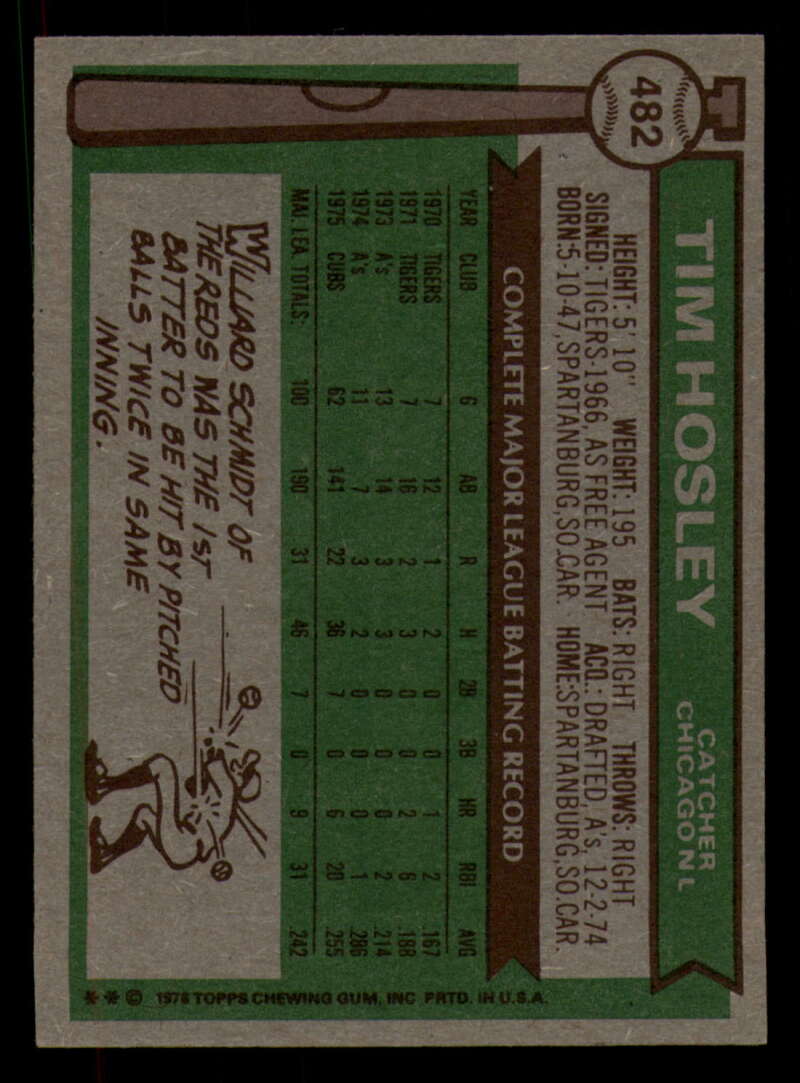 482
TIM HOSLEY
CATCHER
CHICAGO NL
HEIGHT: 5' 10" WEIGHT: 195 BATS: RIGHT THROWS: RIGHT
SIGNED: TIGERS-1966, AS FREE AGENT ACQ.: DRAFTED, A's, 12-2-74
BORN: 5-10-47, SPARTANBURG, SO. CAR. HOME: SPARTANBURG, SO. CAR.
COMPLETE MAJOR LEAGUE BATTING RECORD
YEAR CLUB G AB R H 2B 3B HR RBI AVG
1970 TIGERS 7 12 1 2 0 0 1 2 .167
1971 TIGERS 7 16 2 3 0 0 2 6 .188
1973 A's 13 14 3 3 0 0 0 2 .214
1974 A's 11 7 3 2 0 0 0 1 .286
1975 CUBS 62 141 22 36 7 0 6 20 .255
MAJ. LEA. TOTALS: 100 190 31 46 7 0 9 31 .242
WILLARD SCHMIDT OF
THE REDS WAS THE 1ST
BATTER TO BE HIT BY PITCHED
BALLS TWICE IN SAME
INNING.
** © 1976 TOPPS CHEWING GUM, INC PRTD. IN U.S.A.